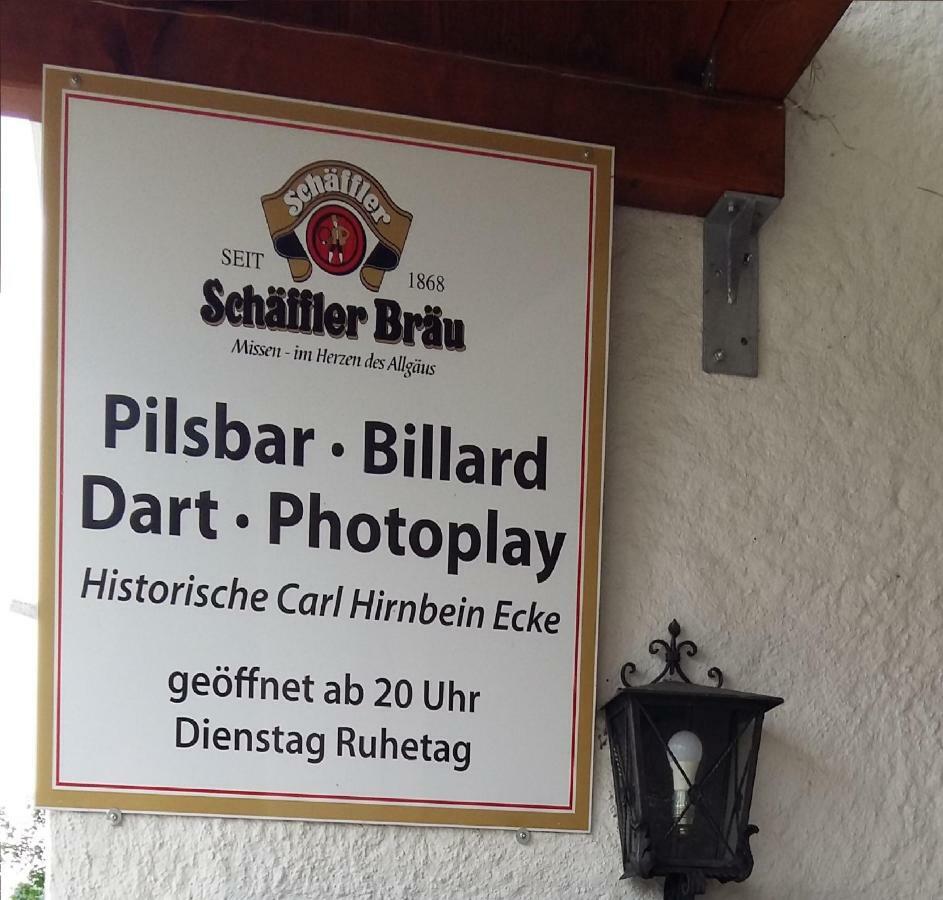 Schäffler
SEIT 1868
Schäffler Bräu
Missen - im Herzen des Allgäus
Pilsbar · Billard
Dart · Photoplay
Historische Carl Hirnbein Ecke
geöffnet ab 20 Uhr
Dienstag Ruhetag